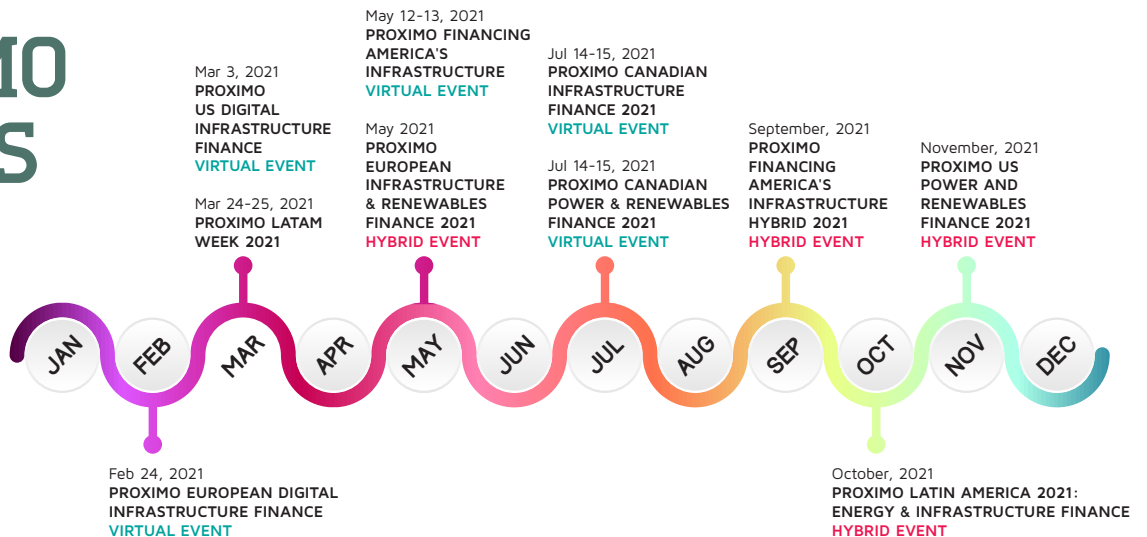 MO
S
May 12-13, 2021
PROXIMO FINANCING
AMERICA'S
INFRASTRUCTURE
VIRTUAL EVENT
Mar 3, 2021
PROXIMO
US DIGITAL
INFRASTRUCTURE
FINANCE
VIRTUAL EVENT
Mar 24-25, 2021
PROXIMO LATAM
WEEK 2021
May 2021
PROXIMO
EUROPEAN
INFRASTRUCTURE
& RENEWABLES
FINANCE 2021
HYBRID EVENT
Jul 14-15, 2021
PROXIMO CANADIAN
INFRASTRUCTURE
FINANCE 2021
VIRTUAL EVENT
Jul 14-15, 2021
PROXIMO CANADIAN
POWER & RENEWABLES
FINANCE 2021
VIRTUAL EVENT
September, 2021
PROXIMO
FINANCING
AMERICA'S
INFRASTRUCTURE
HYBRID 2021
HYBRID EVENT
November, 2021
PROXIMO US
POWER AND
RENEWABLES
FINANCE 2021
HYBRID EVENT
JAN
FEB
MAR
APR
MAY
JUN
JUL
AUG
SEP
OCT
NOV
DEC
Feb 24, 2021
PROXIMO EUROPEAN DIGITAL
INFRASTRUCTURE FINANCE
VIRTUAL EVENT
October, 2021
PROXIMO LATIN AMERICA 2021:
ENERGY & INFRASTRUCTURE FINANCE
HYBRID EVENT